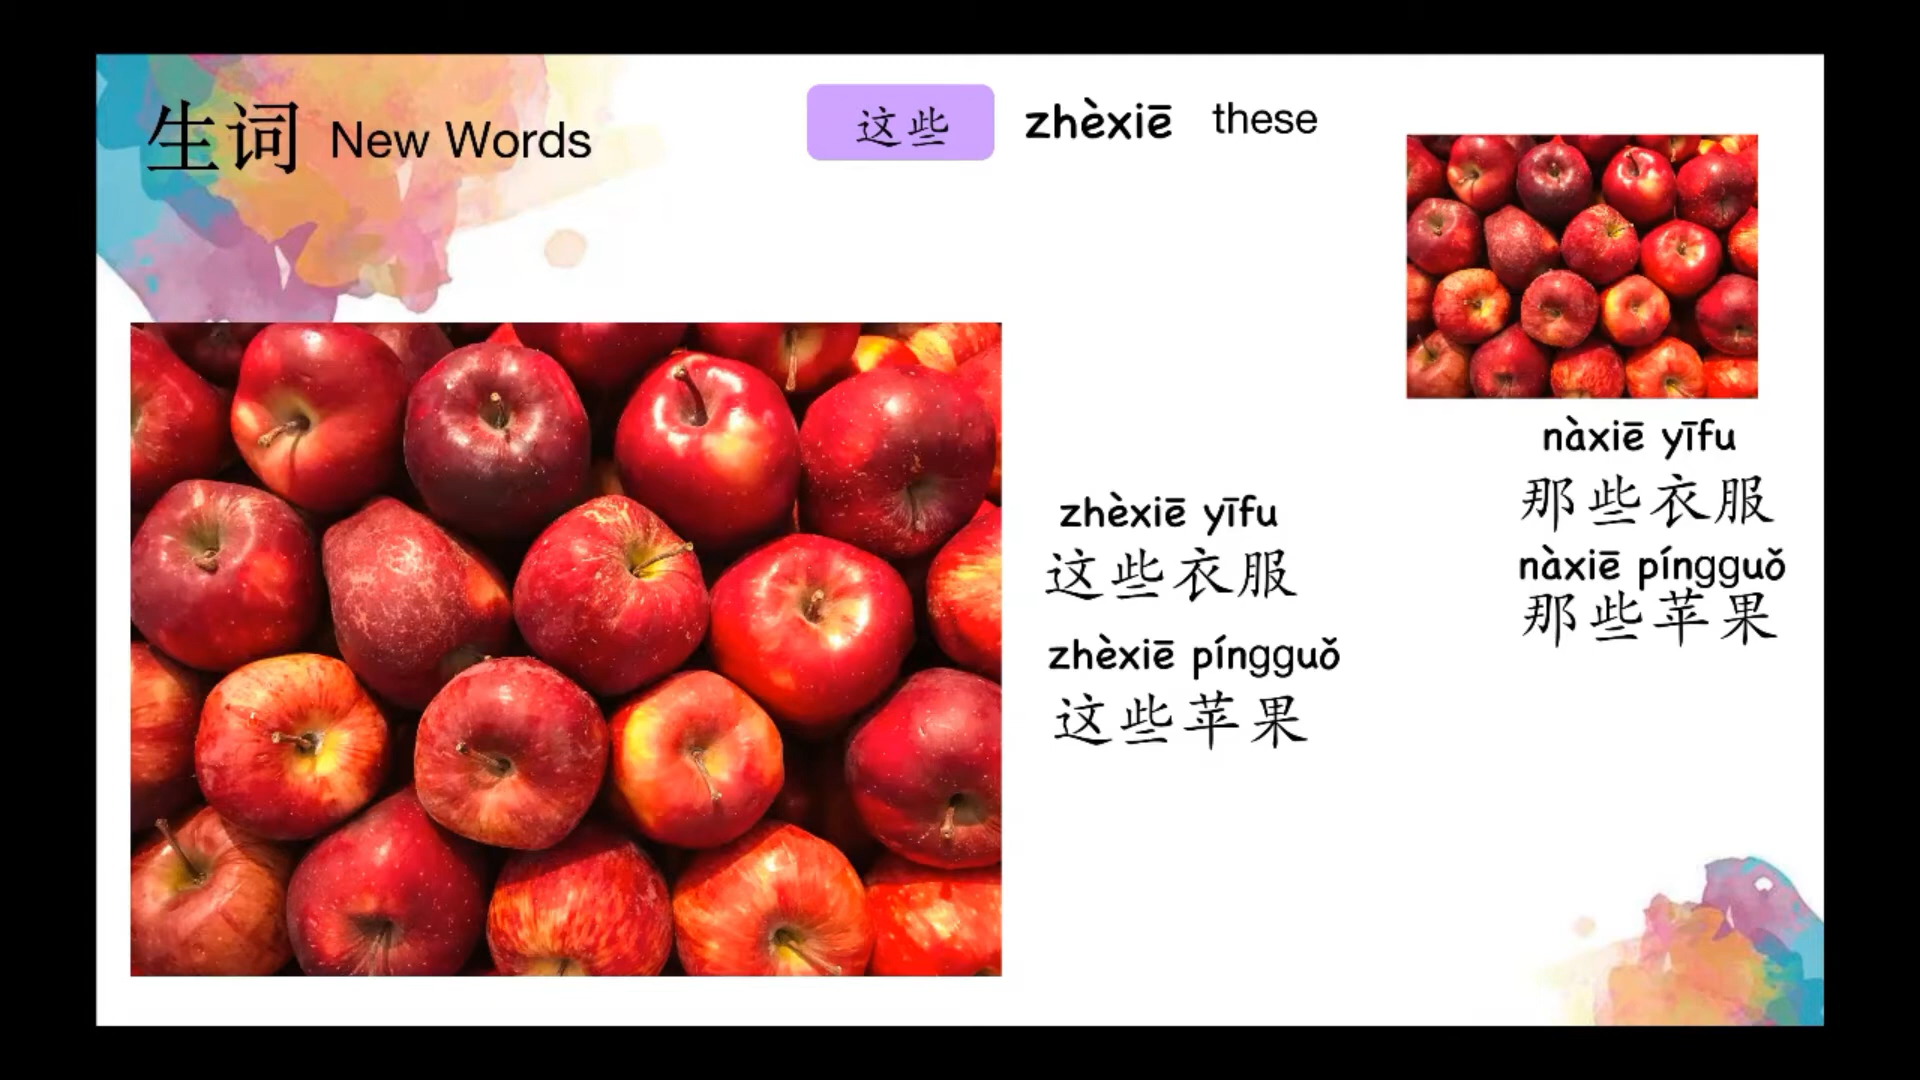 生词 New Words
这些 zhèxiē these
zhèxiē yīfu
这些衣服
zhèxiē píngguǒ
这些苹果
nàxiē yīfu
那些衣服
nàxiē píngguǒ
那些苹果